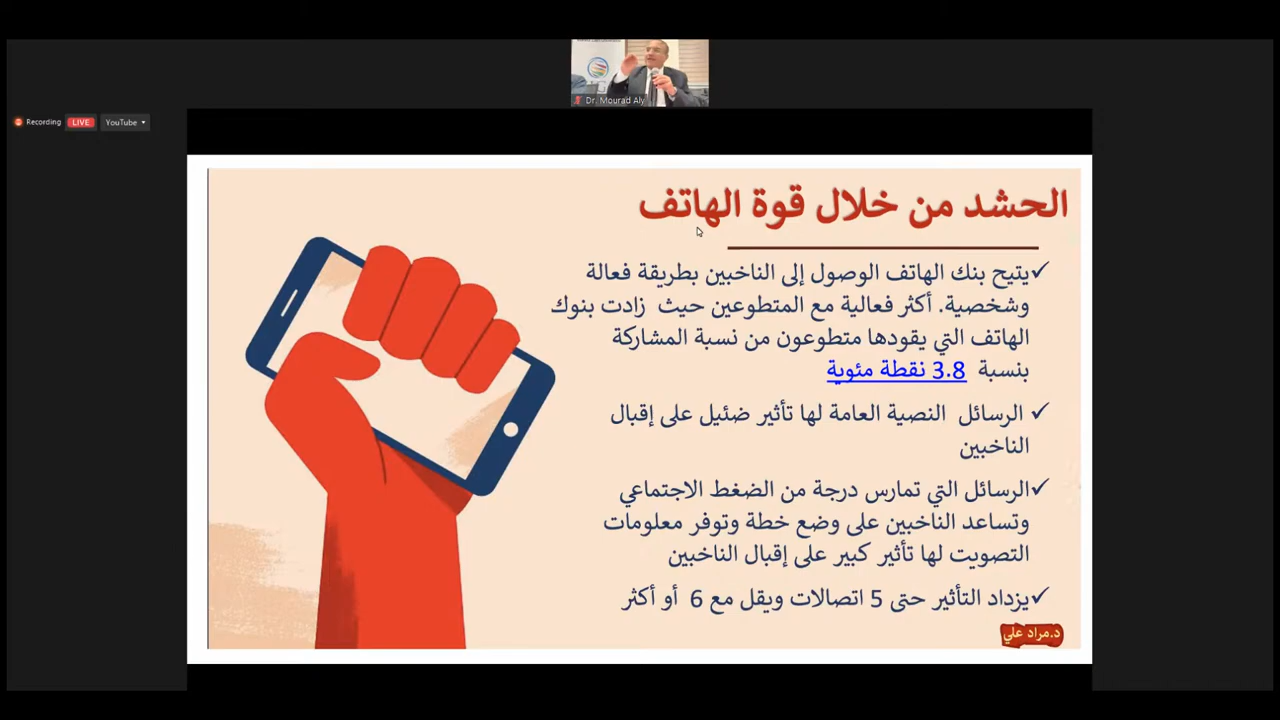 Dr. Mourad Aly
Recording LIVE YouTube
الحشد من خلال قوة الهاتف
يتيح بنك الهاتف الوصول إلى الناخبين بطريقة فعالة
وشخصية. أكثر فعالية مع المتطوعين حيث زادت بنوك
الهاتف التي يقودها متطوعون من نسبة المشاركة
بنسبة 3.8 نقطة مئوية
الرسائل النصية العامة لها تأثير ضئيل على إقبال
الناخبين
الرسائل التي تمارس درجة من الضغط الاجتماعي
وتساعد الناخبين على وضع خطة وتوفر معلومات
التصويت لها تأثير كبير على إقبال الناخبين
يزداد التأثير حتى 5 اتصالات ويقل مع 6 أو أكثر
د.مراد علي